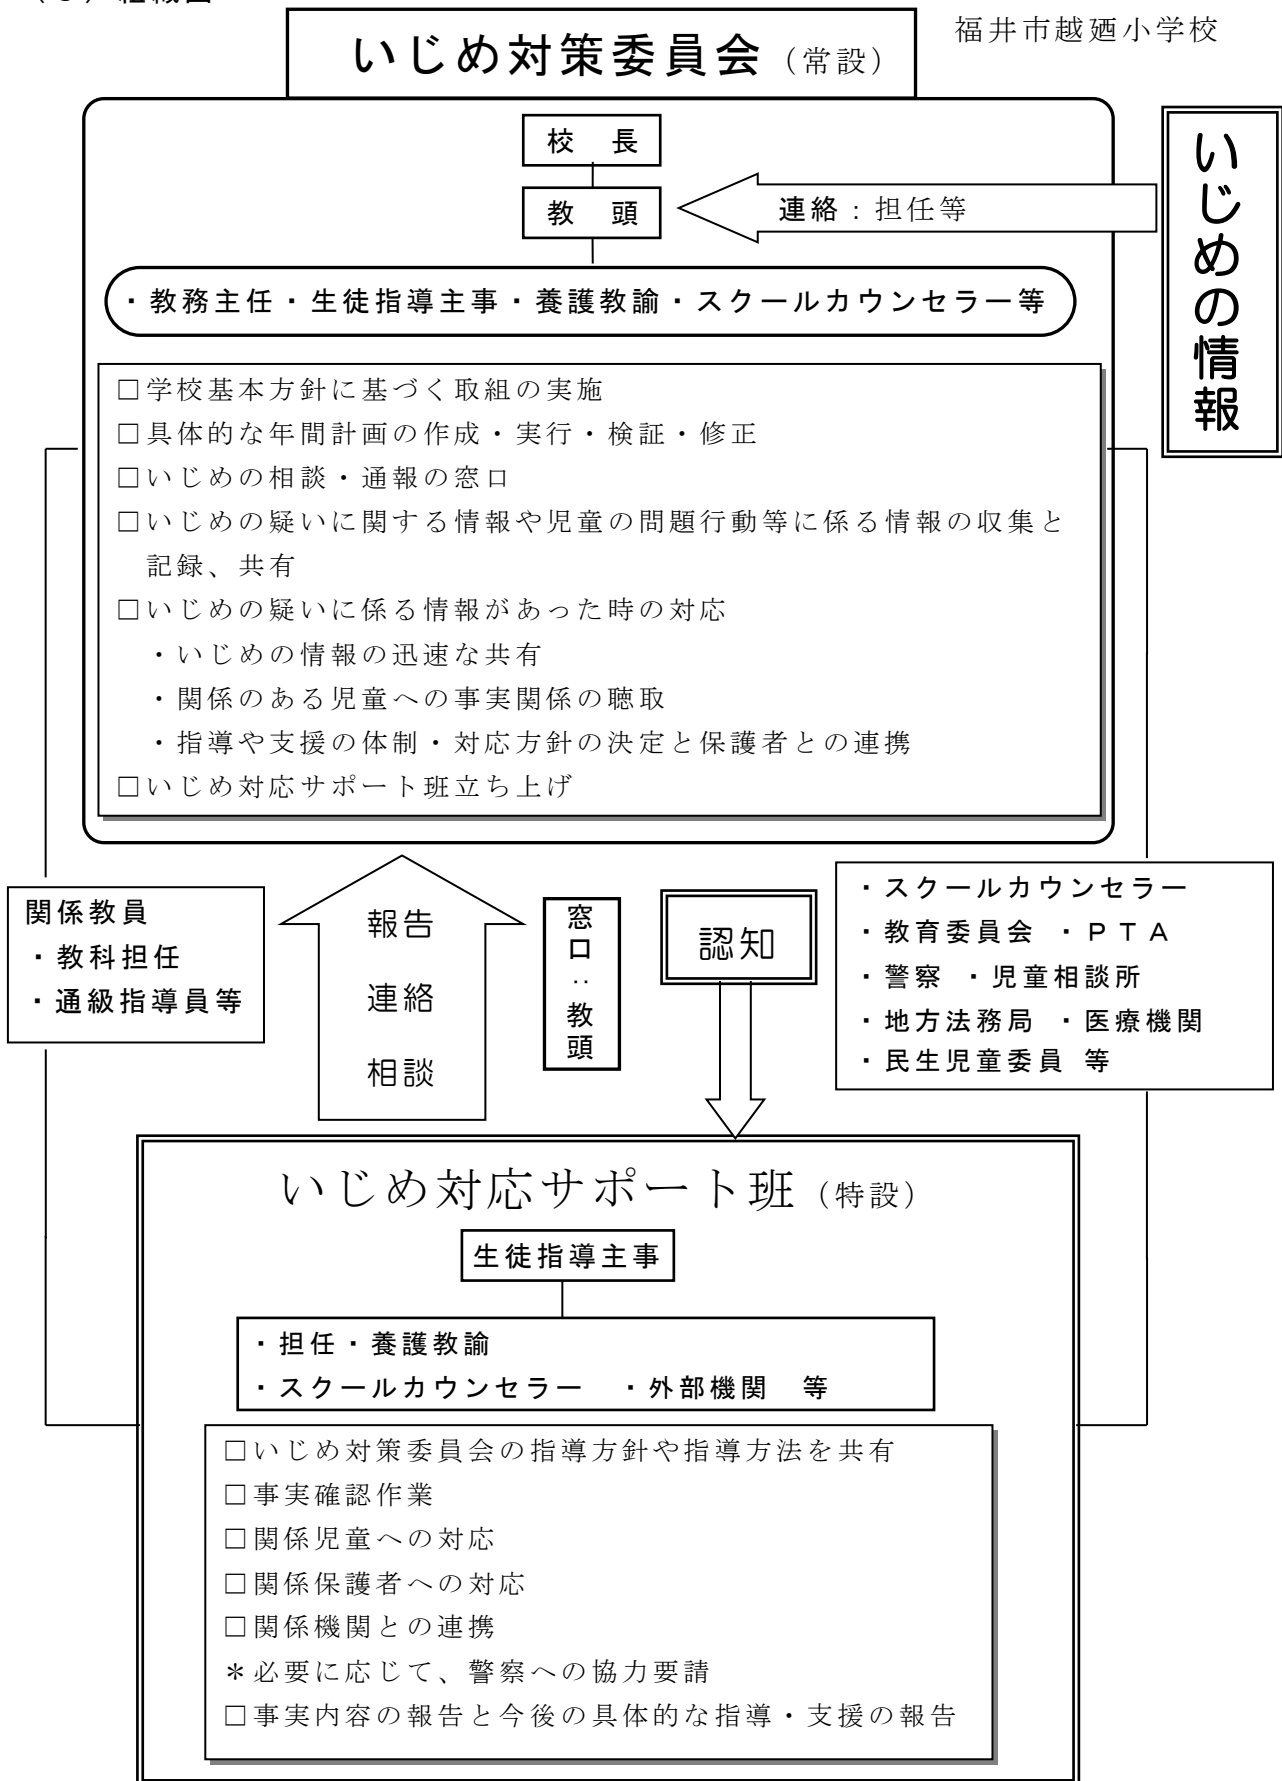 福井市越廼小学校
いじめ対策委員会（常設）
校　長
教　頭
連絡：担任等
いじめの情報
・教務主任・生徒指導主事・養護教諭・スクールカウンセラー等
□学校基本方針に基づく取組の実施
□具体的な年間計画の作成・実行・検証・修正
□いじめの相談・通報の窓口
□いじめの疑いに関する情報や児童の問題行動等に係る情報の収集と
記録、共有
□いじめの疑いに係る情報があった時の対応
・いじめの情報の迅速な共有
・関係のある児童への事実関係の聴取
・指導や支援の体制・対応方針の決定と保護者との連携
□いじめ対応サポート班立ち上げ
関係教員
・教科担任
・通級指導員等
報告
連絡
相談
窓口：教頭
認知
・スクールカウンセラー
・教育委員会　・ＰＴＡ
・警察　・児童相談所
・地方法務局　・医療機関
・民生児童委員　等
いじめ対応サポート班（特設）
生徒指導主事
・担任・養護教諭
・スクールカウンセラー　・外部機関　等
□いじめ対策委員会の指導方針や指導方法を共有
□事実確認作業
□関係児童への対応
□関係保護者への対応
□関係機関との連携
＊必要に応じて、警察への協力要請
□事実内容の報告と今後の具体的な指導・支援の報告